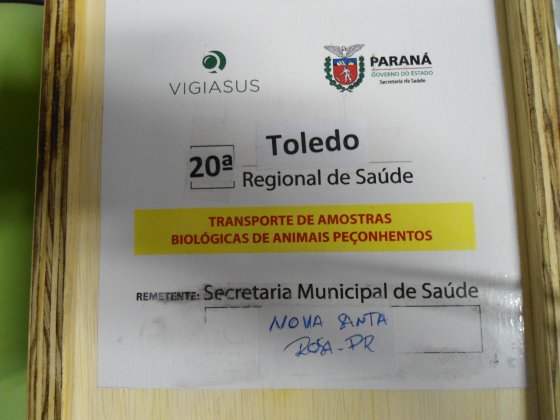 VIGIASUS
PARANÁ
GOVERNO DO ESTADO
Secretaria da Saúde
Toledo
20ª
Regional de Saúde
TRANSPORTE DE AMOSTRAS
BIOLÓGICAS DE ANIMAIS PEÇONHENTOS
REMETENTE: Secretaria Municipal de Saúde
NOVA SANTA
ROSA-PR